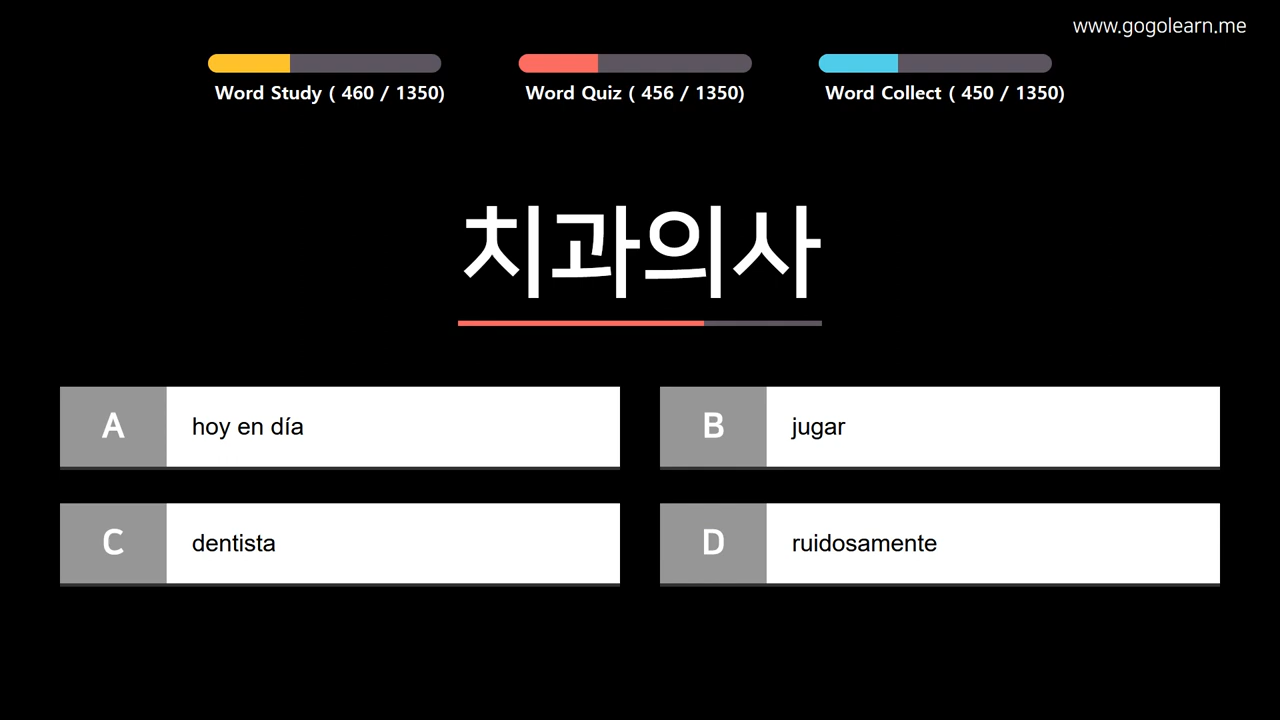 www.gogolearn.me
Word Study ( 460 / 1350)
Word Quiz ( 456 / 1350)
Word Collect ( 450 / 1350)
치과의사
A hoy en día
B jugar
C dentista
D ruidosamente